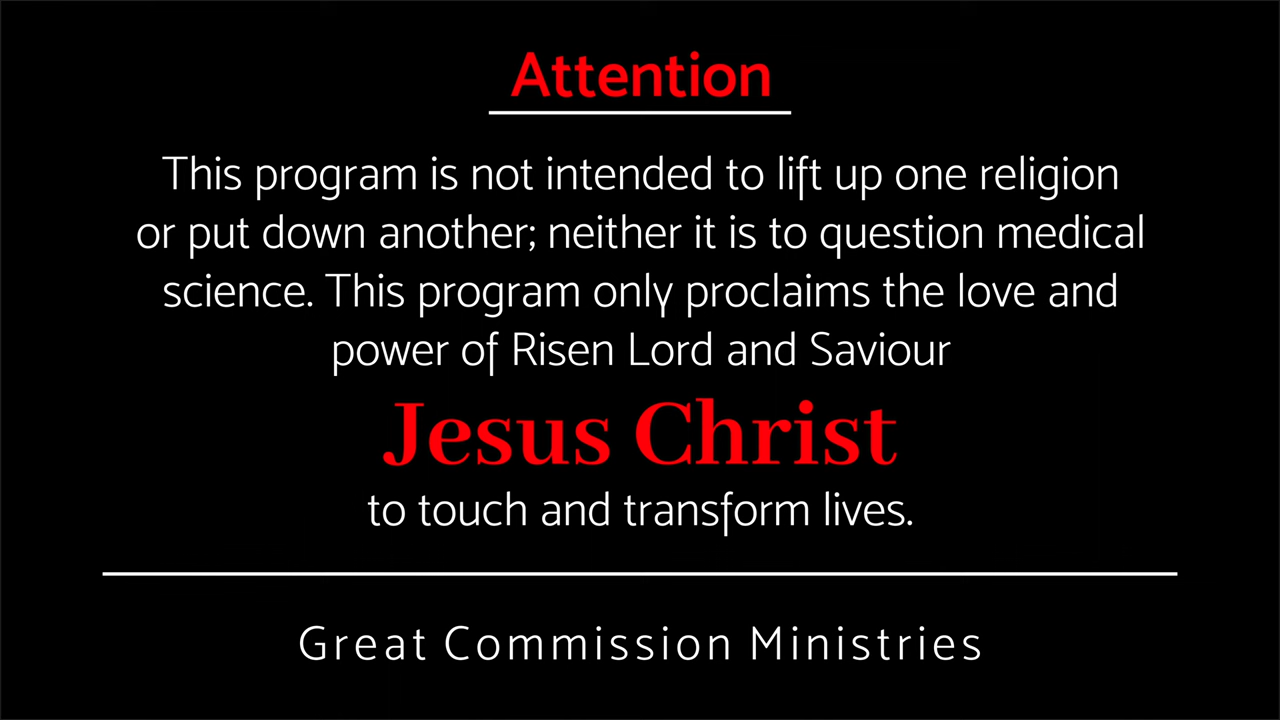 Attention
This program is not intended to lift up one religion
or put down another; neither it is to question medical
science. This program only proclaims the love and
power of Risen Lord and Saviour
Jesus Christ
to touch and transform lives.
Great Commission Ministries